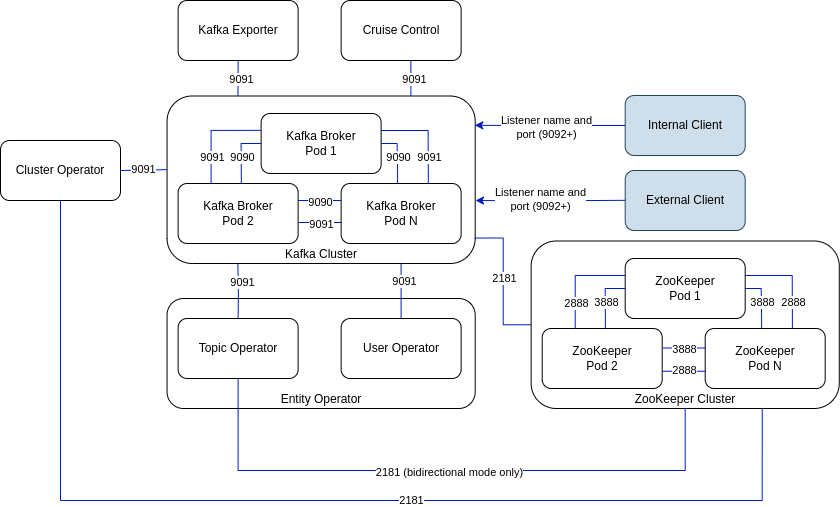 Kafka Exporter
Cruise Control
9091
9091
Listener name and
port (9092+)
Internal Client
Kafka Broker
Pod 1
9091
9090
9090
9091
Cluster Operator
9091
Listener name and
port (9092+)
External Client
Kafka Broker
Pod 2
9090
9091
Kafka Broker
Pod N
Kafka Cluster
9091
9091
2181
ZooKeeper
Pod 1
2888
3888
3888
2888
Topic Operator
User Operator
ZooKeeper
Pod 2
3888
2888
ZooKeeper
Pod N
Entity Operator
ZooKeeper Cluster
2181 (bidirectional mode only)
2181